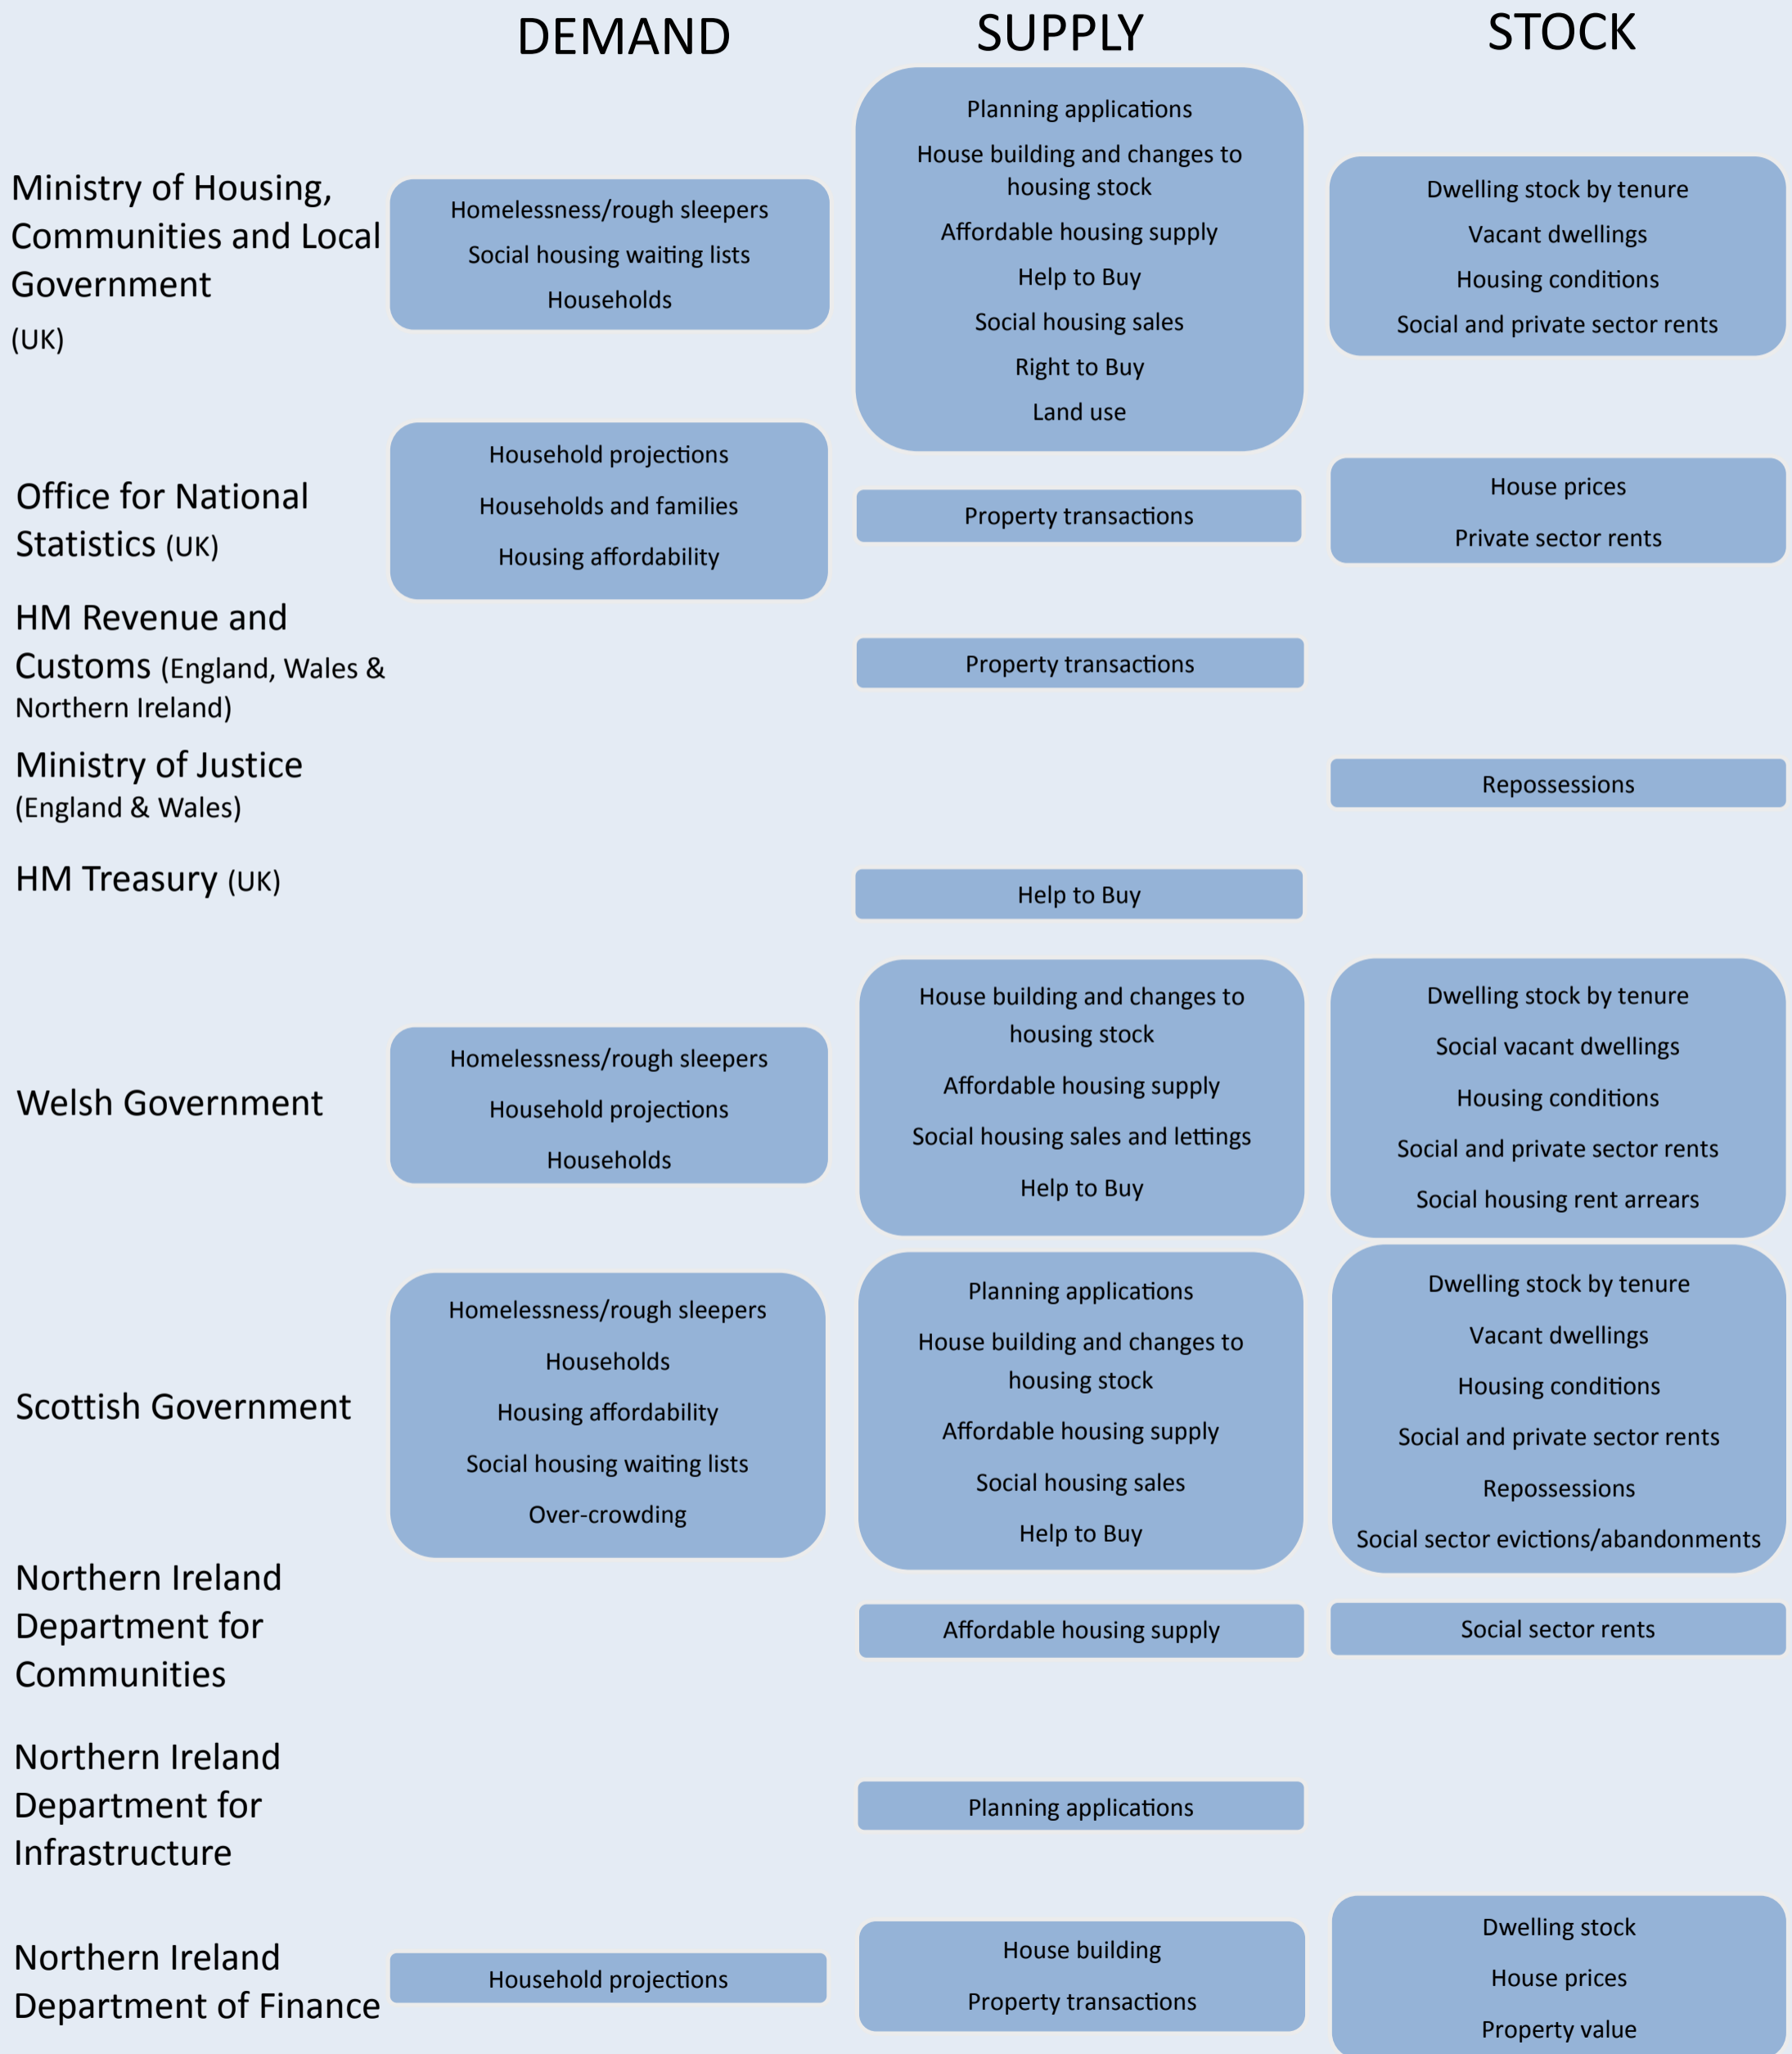 DEMAND
SUPPLY
STOCK
Ministry of Housing,
Communities and Local
Government
(UK)
Homelessness/rough sleepers
Social housing waiting lists
Households
Planning applications
House building and changes to
housing stock
Affordable housing supply
Help to Buy
Social housing sales
Right to Buy
Land use
Dwelling stock by tenure
Vacant dwellings
Housing conditions
Social and private sector rents
Office for National
Statistics (UK)
Household projections
Households and families
Housing affordability
Property transactions
House prices
Private sector rents
HM Revenue and
Customs (England, Wales &
Northern Ireland)
Property transactions
Ministry of Justice
(England & Wales)
Repossessions
HM Treasury (UK)
Help to Buy
Welsh Government
Homelessness/rough sleepers
Household projections
Households
House building and changes to
housing stock
Affordable housing supply
Social housing sales and lettings
Help to Buy
Dwelling stock by tenure
Social vacant dwellings
Housing conditions
Social and private sector rents
Social housing rent arrears
Scottish Government
Homelessness/rough sleepers
Households
Housing affordability
Social housing waiting lists
Over-crowding
Planning applications
House building and changes to
housing stock
Affordable housing supply
Social housing sales
Help to Buy
Dwelling stock by tenure
Vacant dwellings
Housing conditions
Social and private sector rents
Repossessions
Social sector evictions/abandonments
Northern Ireland
Department for
Communities
Affordable housing supply
Social sector rents
Northern Ireland
Department for
Infrastructure
Planning applications
Northern Ireland
Department of Finance
Household projections
House building
Property transactions
Dwelling stock
House prices
Property value